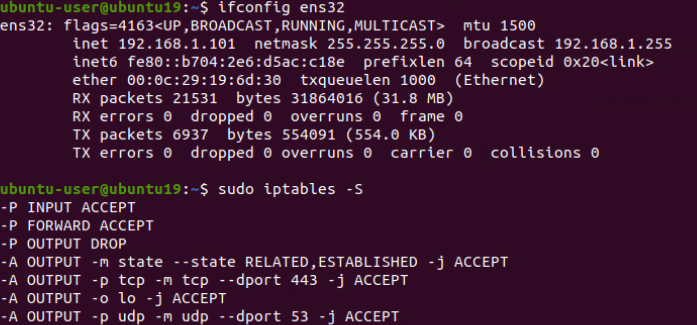 ubuntu-user@ubuntu19:~$ ifconfig ens32
ens32: flags=4163<UP,BROADCAST,RUNNING,MULTICAST>  mtu 1500
        inet 192.168.1.101  netmask 255.255.255.0  broadcast 192.168.1.255
        inet6 fe80::b704:2e6:d5ac:c18e  prefixlen 64  scopeid 0x20<link>
        ether 00:0c:29:19:6d:30  txqueuelen 1000  (Ethernet)
        RX packets 21531  bytes 31864016 (31.8 MB)
        RX errors 0  dropped 0  overruns 0  frame 0
        TX packets 6937  bytes 554091 (554.0 KB)
        TX errors 0  dropped 0 overruns 0  carrier 0  collisions 0
ubuntu-user@ubuntu19:~$ sudo iptables -S
-P INPUT ACCEPT
-P FORWARD ACCEPT
-P OUTPUT DROP
-A OUTPUT -m state --state RELATED,ESTABLISHED -j ACCEPT
-A OUTPUT -p tcp -m tcp --dport 443 -j ACCEPT
-A OUTPUT -o lo -j ACCEPT
-A OUTPUT -p udp -m udp --dport 53 -j ACCEPT